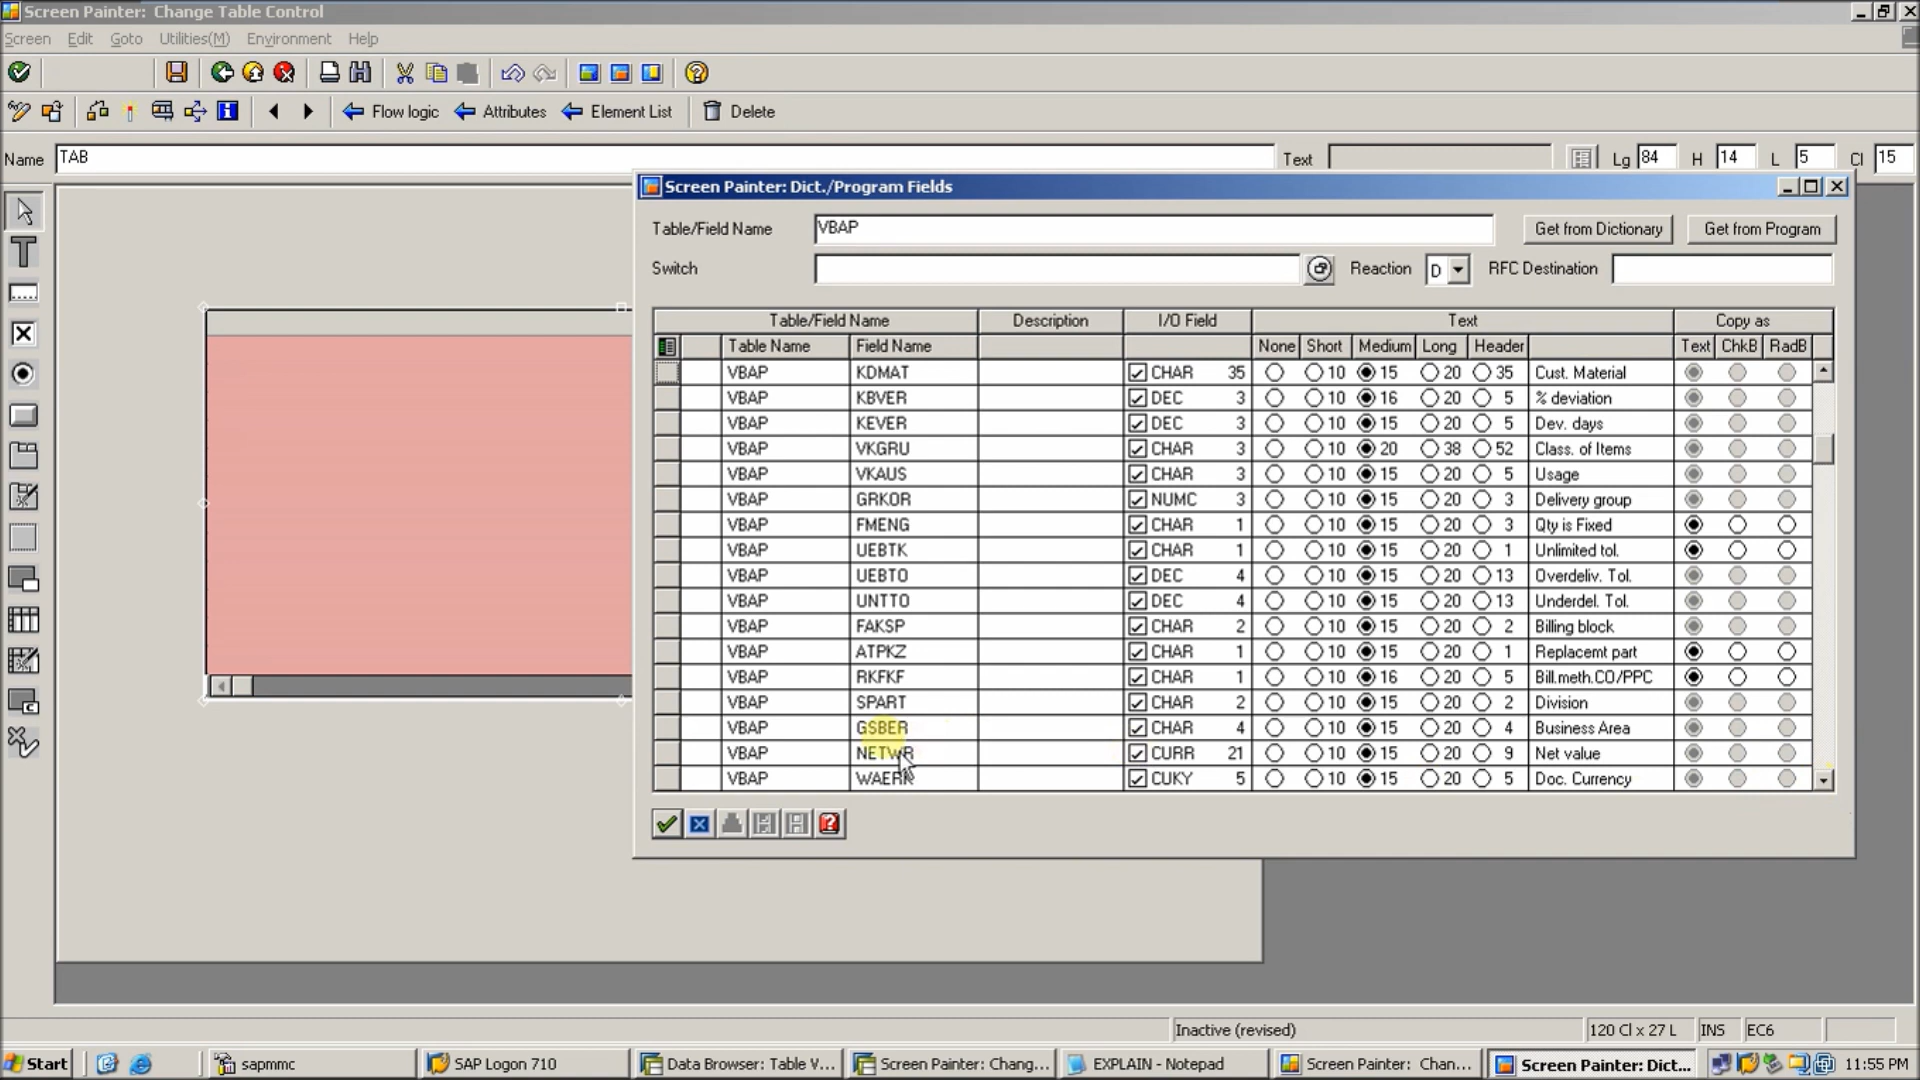 Screen Painter: Change Table Control
Screen Edit Goto Utilities(M) Environment Help
Flow logic Attributes Element List Delete
Name TAB Text Lg 84 H 14 L 5 Cl 15
Screen Painter: Dict./Program Fields
Table/Field Name VBAP Get from Dictionary Get from Program
Switch Reaction D RFC Destination
Table/Field Name Description I/O Field Text Copy as
Table Name Field Name None Short Medium Long Header Text ChkB RadB
VBAP KDMAT CHAR 35 10 15 20 35 Cust. Material
VBAP KBVER DEC 3 10 16 20 5 % deviation
VBAP KEVER DEC 3 10 15 20 5 Dev. days
VBAP VKGRU CHAR 3 10 20 38 52 Class. of Items
VBAP VKAUS CHAR 3 10 15 20 5 Usage
VBAP GRKOR NUMC 3 10 15 20 3 Delivery group
VBAP FMENG CHAR 1 10 15 20 3 Qty is Fixed
VBAP UEBTK CHAR 1 10 15 20 1 Unlimited tol.
VBAP UEBTO DEC 4 10 15 20 13 Overdeliv. Tol.
VBAP UNTTO DEC 4 10 15 20 13 Underdel. Tol.
VBAP FAKSP CHAR 2 10 15 20 2 Billing block
VBAP ATPKZ CHAR 1 10 15 20 1 Replacemt part
VBAP RKFKF CHAR 1 10 16 20 5 Bill.meth.CO/PPC
VBAP SPART CHAR 2 10 15 20 2 Division
VBAP GSBER CHAR 4 10 15 20 4 Business Area
VBAP NETWR CURR 21 10 15 20 9 Net value
VBAP WAERK CUKY 5 10 15 20 5 Doc. Currency
Inactive (revised) 120 Cl x 27 L INS EC6
Start sapmmc SAP Logon 710 Data Browser: Table V... Screen Painter: Chang... EXPLAIN - Notepad Screen Painter: Chan... Screen Painter: Dict... 11:55 PM